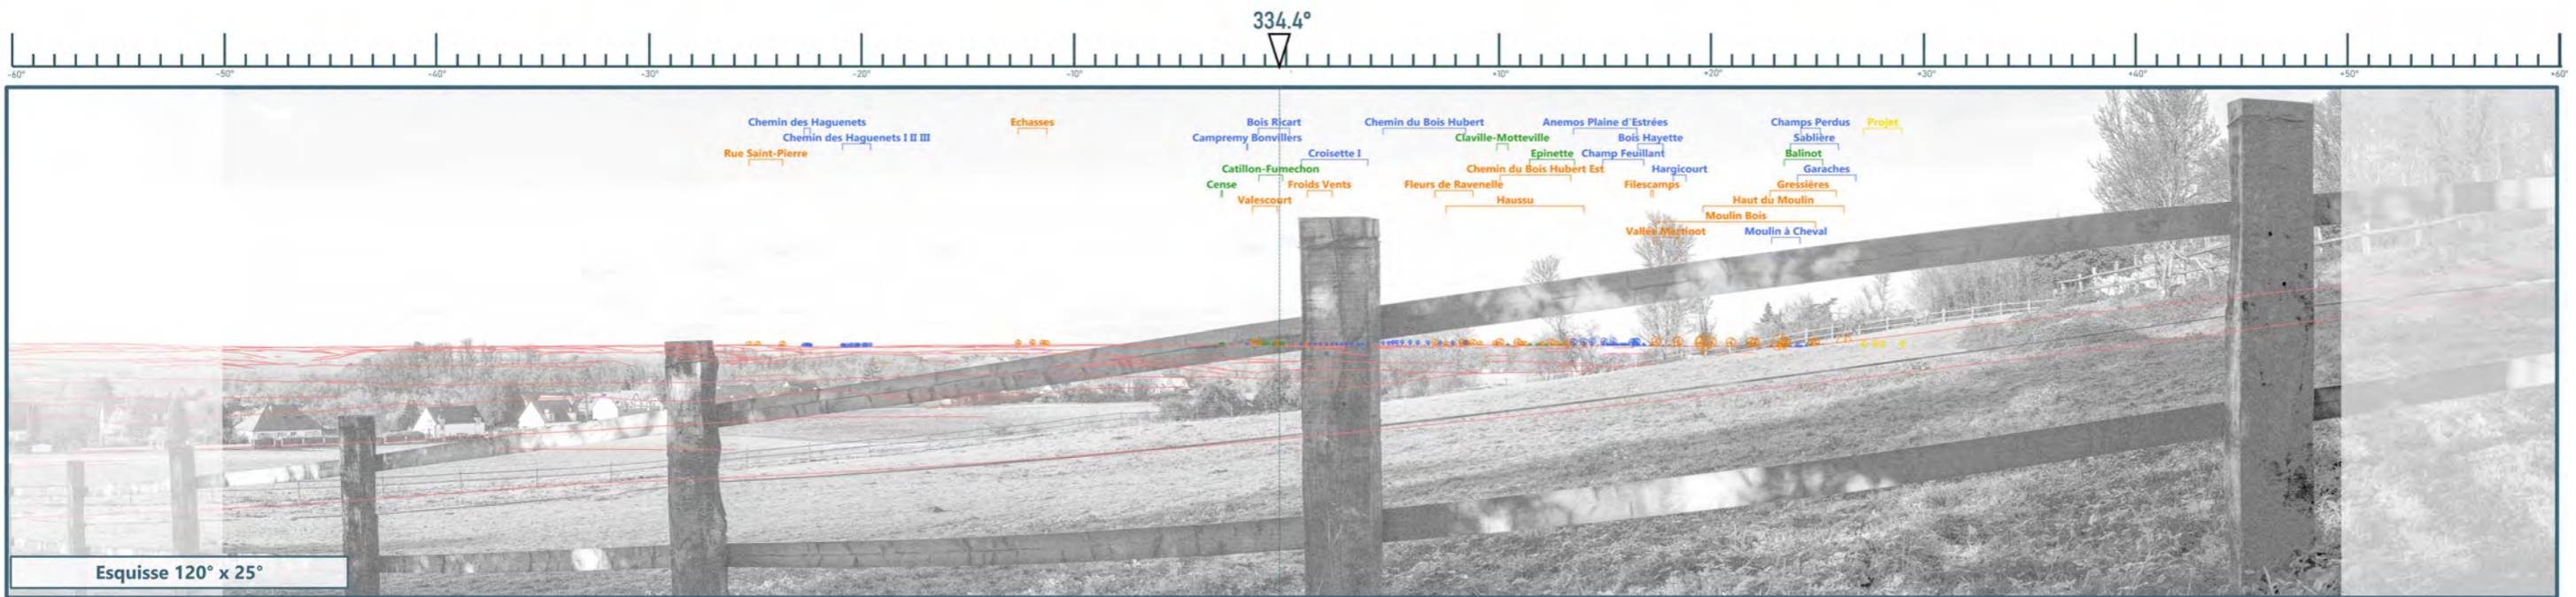 334.4°
-60° -50° -40° -30° -20° -10° +10° +20° +30° +40° +50° +60°
Chemin des Haguenets Echasses Bois Ricart Chemin du Bois Hubert Anemos Plaine d'Estrées Champs Perdus Projet
Chemin des Haguenets I II III Campremy Bonvillers Claville-Motteville Bois Hayette Sablière
Rue Saint-Pierre Croisette I Epinette Champ Feuillant Balinot
Catillon-Fumechon Chemin du Bois Hubert Est Hargicourt Garaches
Cense Froids Vents Fleurs de Ravenelle Filescamps Gressières
Valescourt Haussu Haut du Moulin
Moulin Bois
Vallée Martinot Moulin à Cheval
Esquisse 120° x 25°